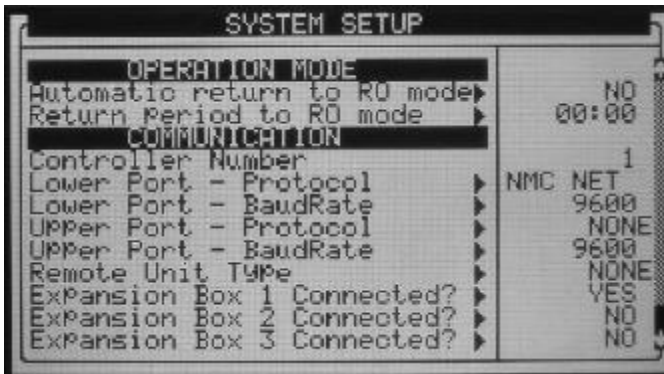 SYSTEM SETUP
OPERATION MODE
Automatic return to RO mode▶ NO
Return Period to RO mode ▶ 00:00
COMMUNICATION
Controller Number 1
Lower Port - Protocol ▶ NMC NET
Lower Port - BaudRate ▶ 9600
Upper Port - Protocol ▶ NONE
Upper Port - BaudRate ▶ 9600
Remote Unit Type ▶ NONE
Expansion Box 1 Connected? ▶ YES
Expansion Box 2 Connected? ▶ NO
Expansion Box 3 Connected? ▶ NO